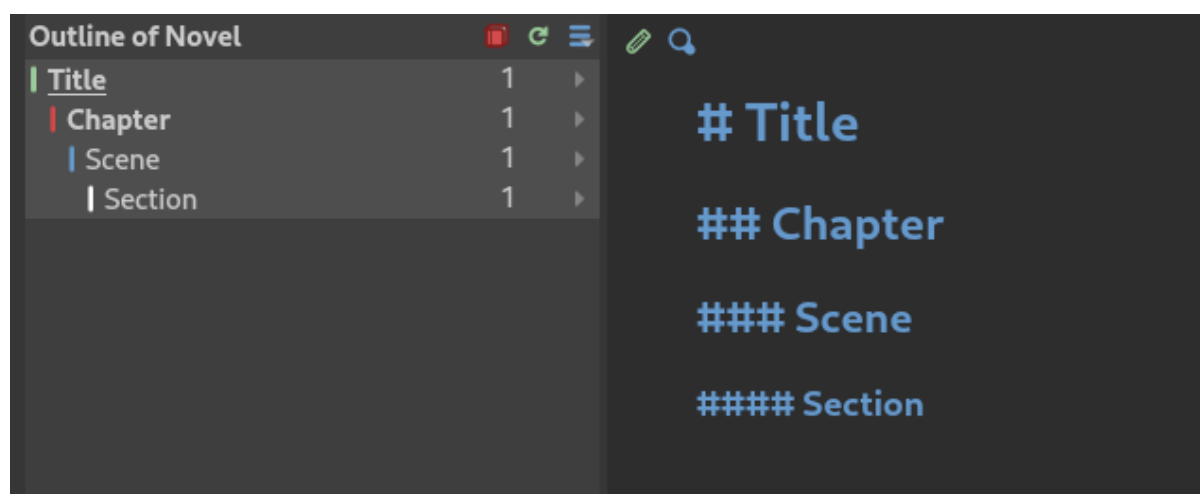 Outline of Novel
Title 1
Chapter 1
Scene 1
Section 1
# Title
## Chapter
### Scene
#### Section